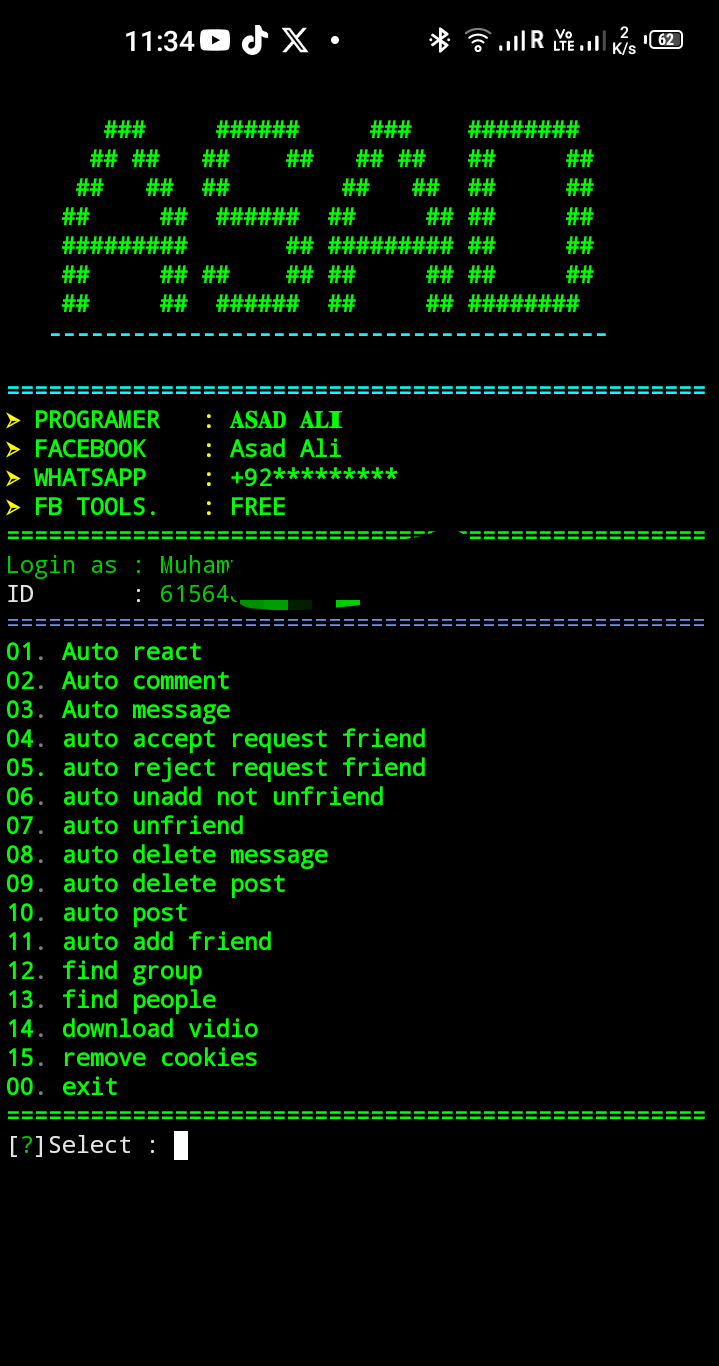 11:34 R Vo LTE 2 K/s 62
ASAD
PROGRAMER : ASAD ALI
FACEBOOK : Asad Ali
WHATSAPP : +92*********
FB TOOLS. : FREE
Login as :
ID :
01. Auto react
02. Auto comment
03. Auto message
04. auto accept request friend
05. auto reject request friend
06. auto unadd not unfriend
07. auto unfriend
08. auto delete message
09. auto delete post
10. auto post
11. auto add friend
12. find group
13. find people
14. download vidio
15. remove cookies
00. exit
[?]Select :